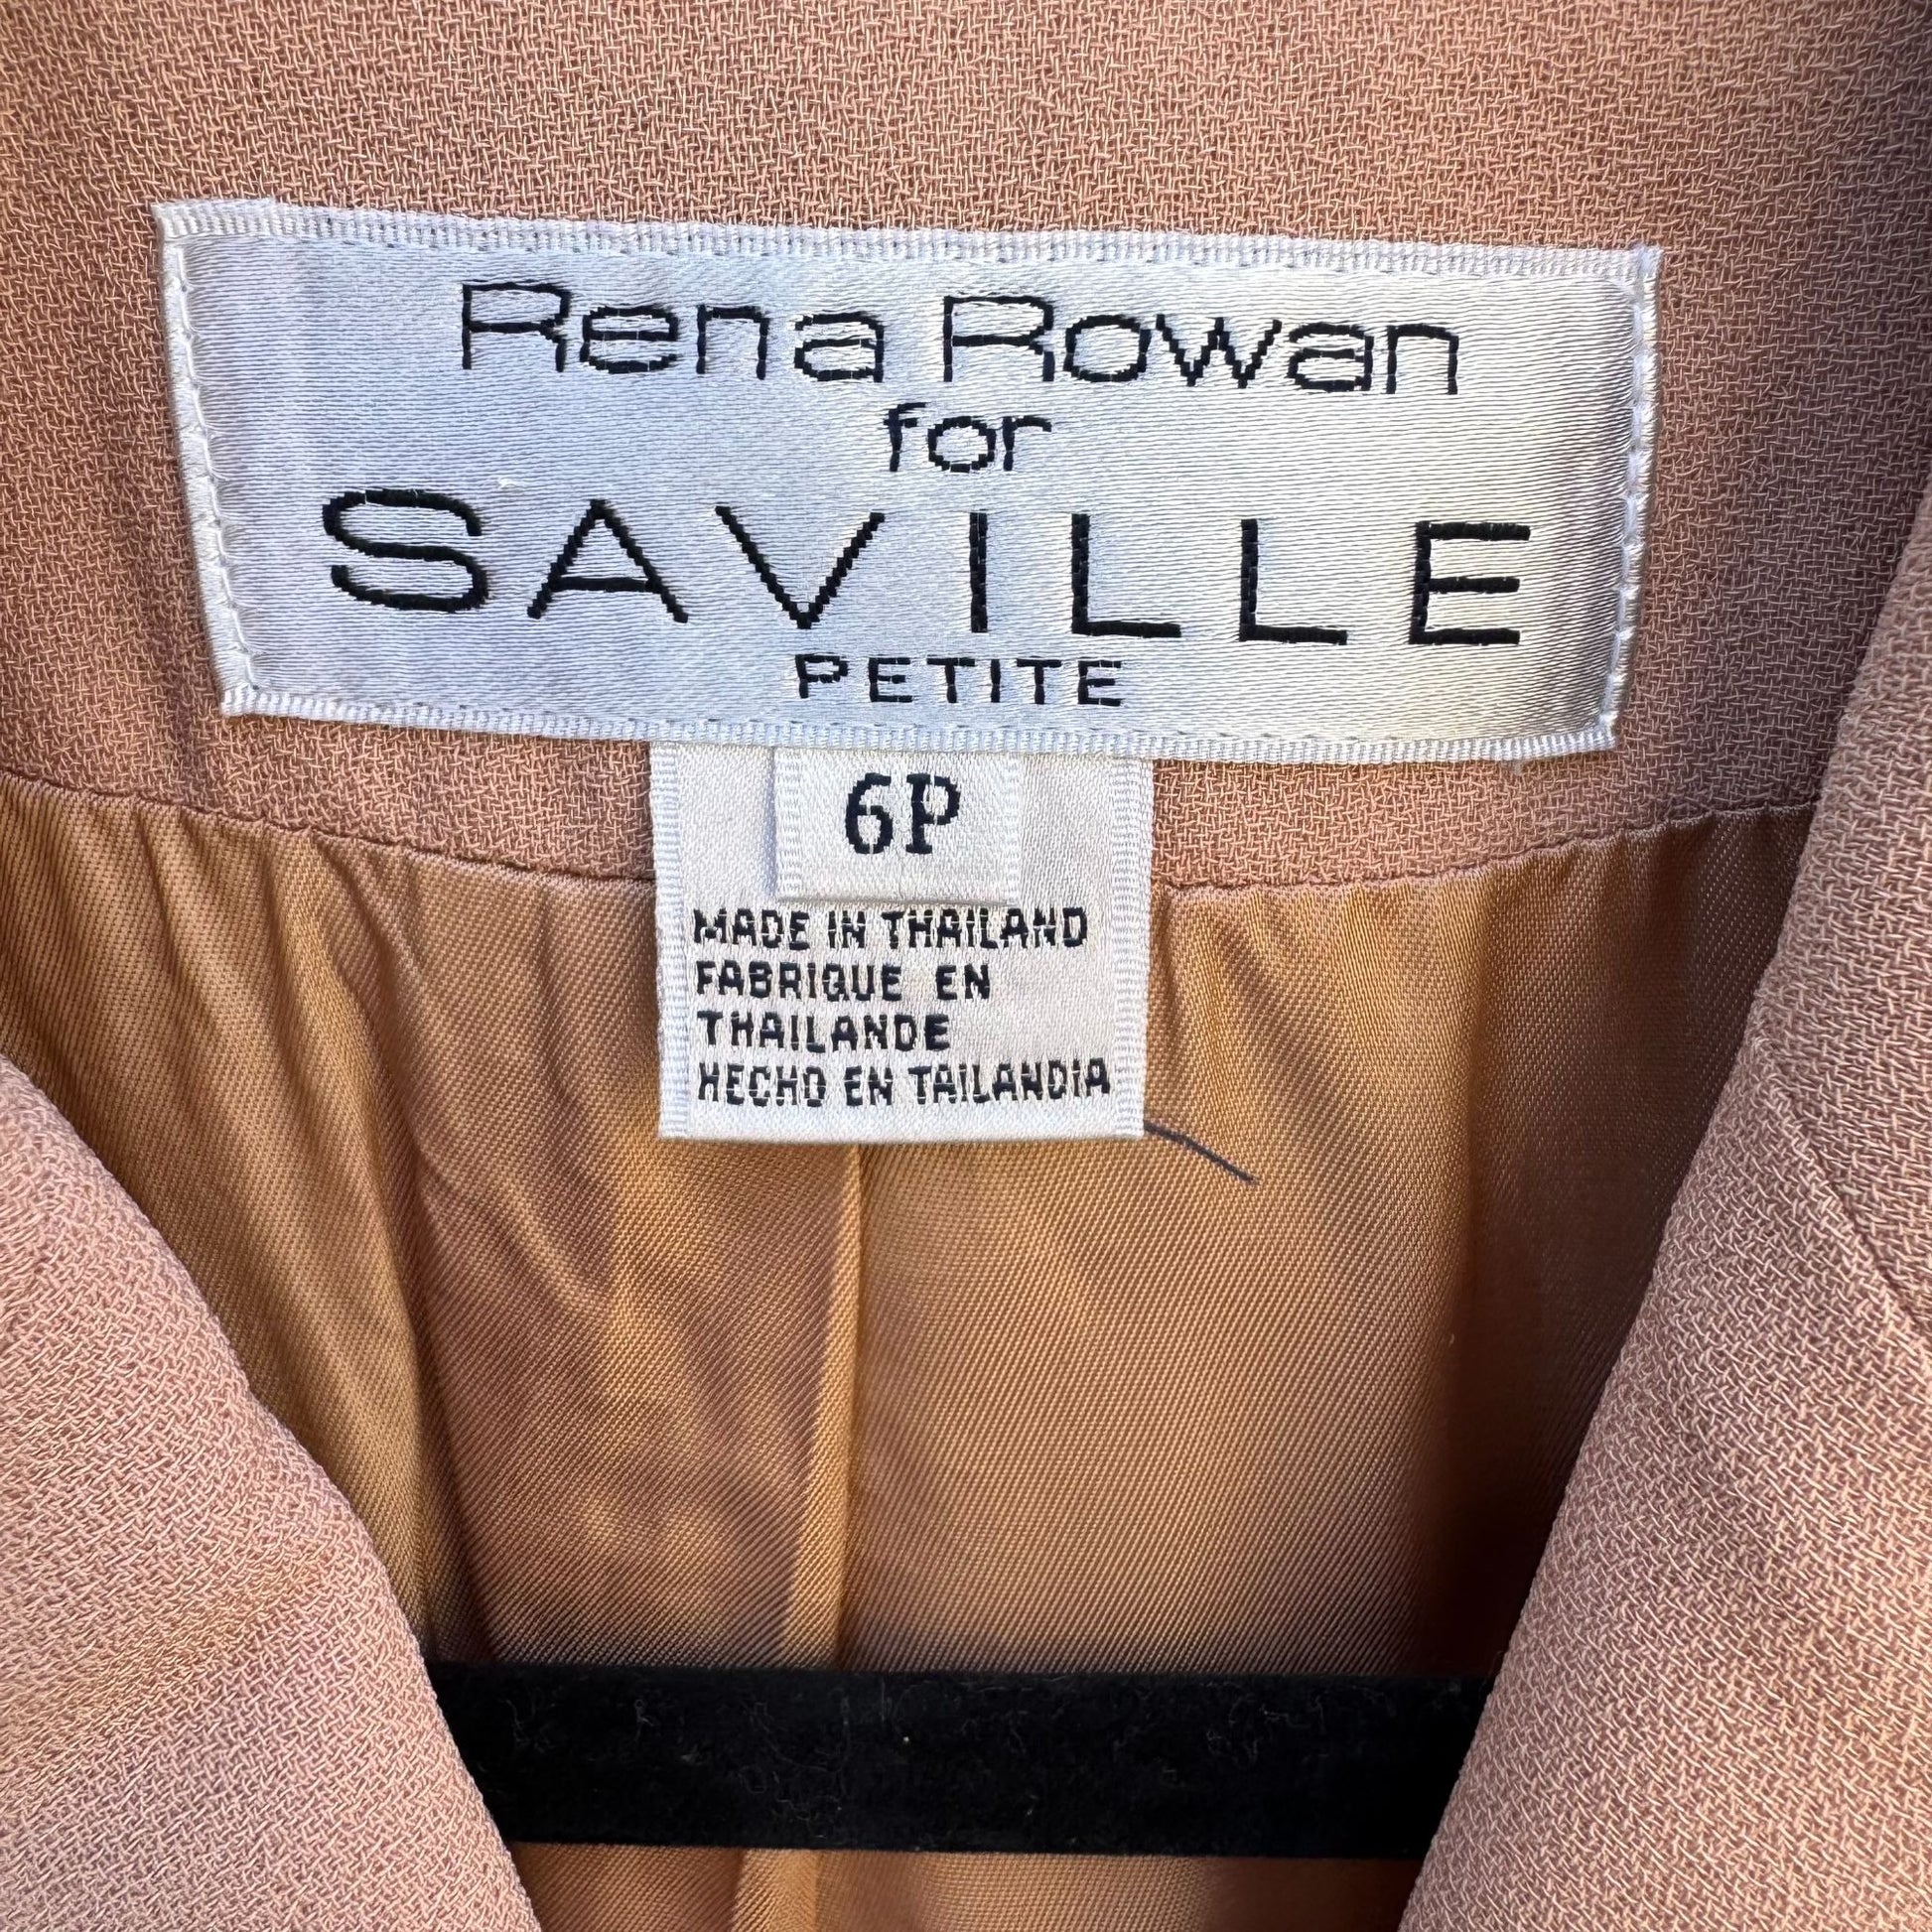 Rena Rowan
for
SAVILLE
PETITE
6P
MADE IN THAILAND
FABRIQUE EN
THAILANDE
HECHO EN TAILANDIA